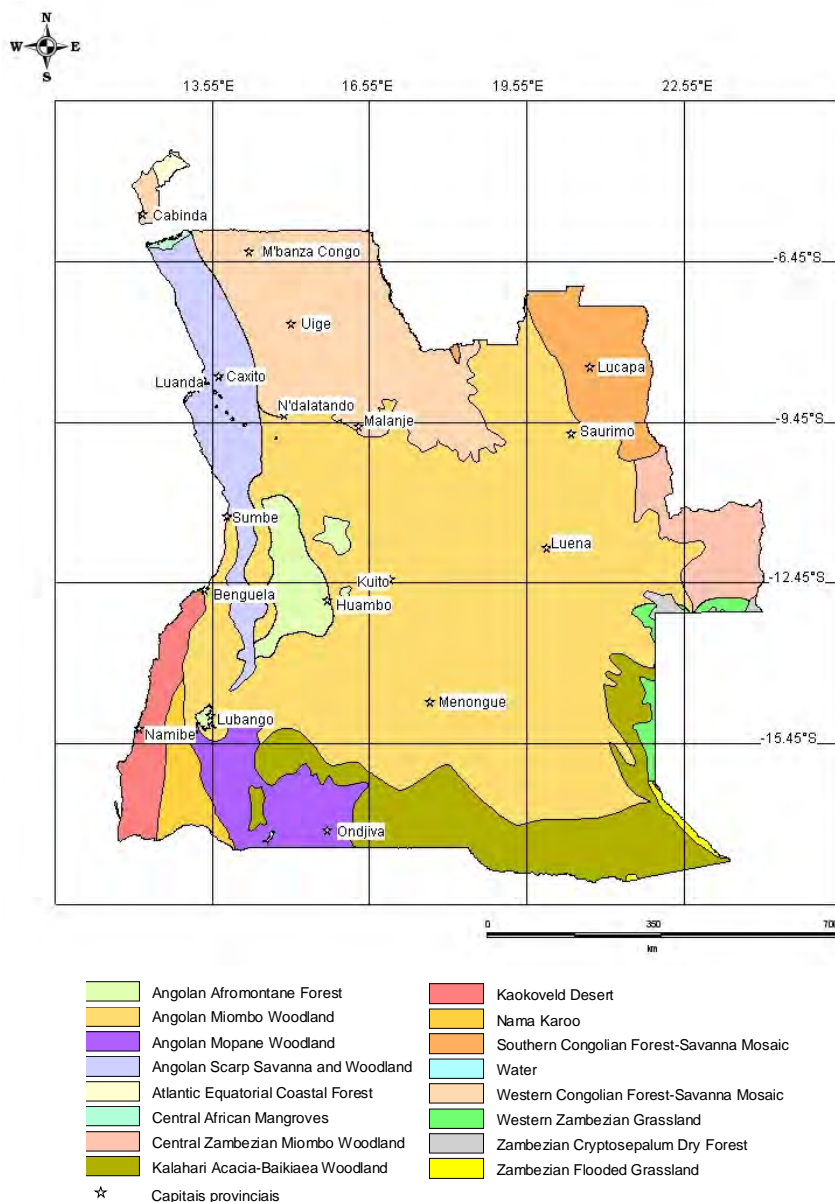 N
W E
S
13.55°E 16.55°E 19.55°E 22.55°E
Cabinda
M'banza Congo
-6.45°S
Uige
Luanda Caxito
Lucapa
N'dalatando
Malanje
-9.45°S
Saurimo
Sumbe
Luena
Kuito
-12.45°S
Benguela
Huambo
Menongue
Lubango
Namibe
-15.45°S
Ondjiva
0 350 700
km
Angolan Afromontane Forest
Angolan Miombo Woodland
Angolan Mopane Woodland
Angolan Scarp Savanna and Woodland
Atlantic Equatorial Coastal Forest
Central African Mangroves
Central Zambezian Miombo Woodland
Kalahari Acacia-Baikiaea Woodland
Capitais provinciais
Kaokoveld Desert
Nama Karoo
Southern Congolian Forest-Savanna Mosaic
Water
Western Congolian Forest-Savanna Mosaic
Western Zambezian Grassland
Zambezian Cryptosepalum Dry Forest
Zambezian Flooded Grassland